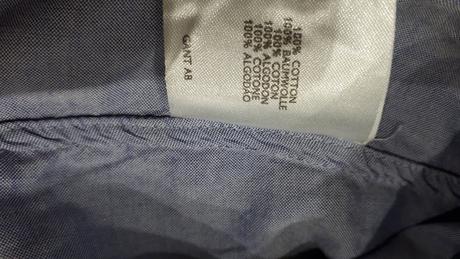 100% COTTON
100% BAUMWOLLE
100% COTON
100% ALGODON
100% COTONE
100% ALGODÃO
GANT AB